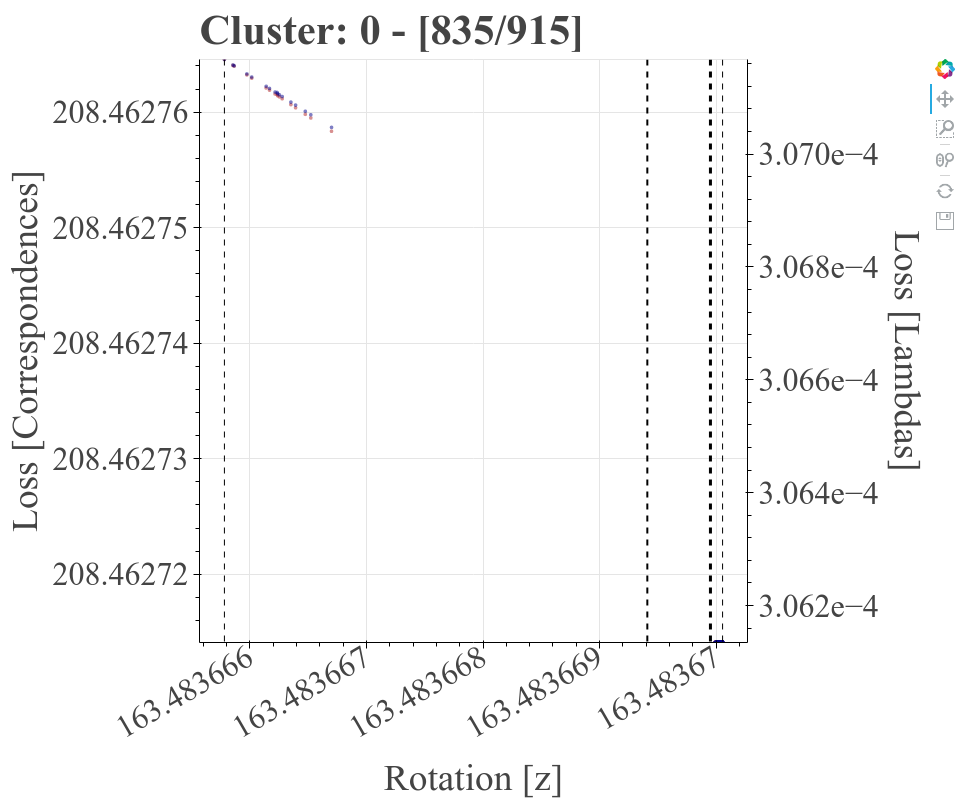 Cluster: 0 - [835/915]
208.46276
208.46275
208.46274
208.46273
208.46272
Loss [Correspondences]
3.070e−4
3.068e−4
3.066e−4
3.064e−4
3.062e−4
Loss [Lambdas]
163.483666
163.483667
163.483668
163.483669
163.48367
Rotation [z]